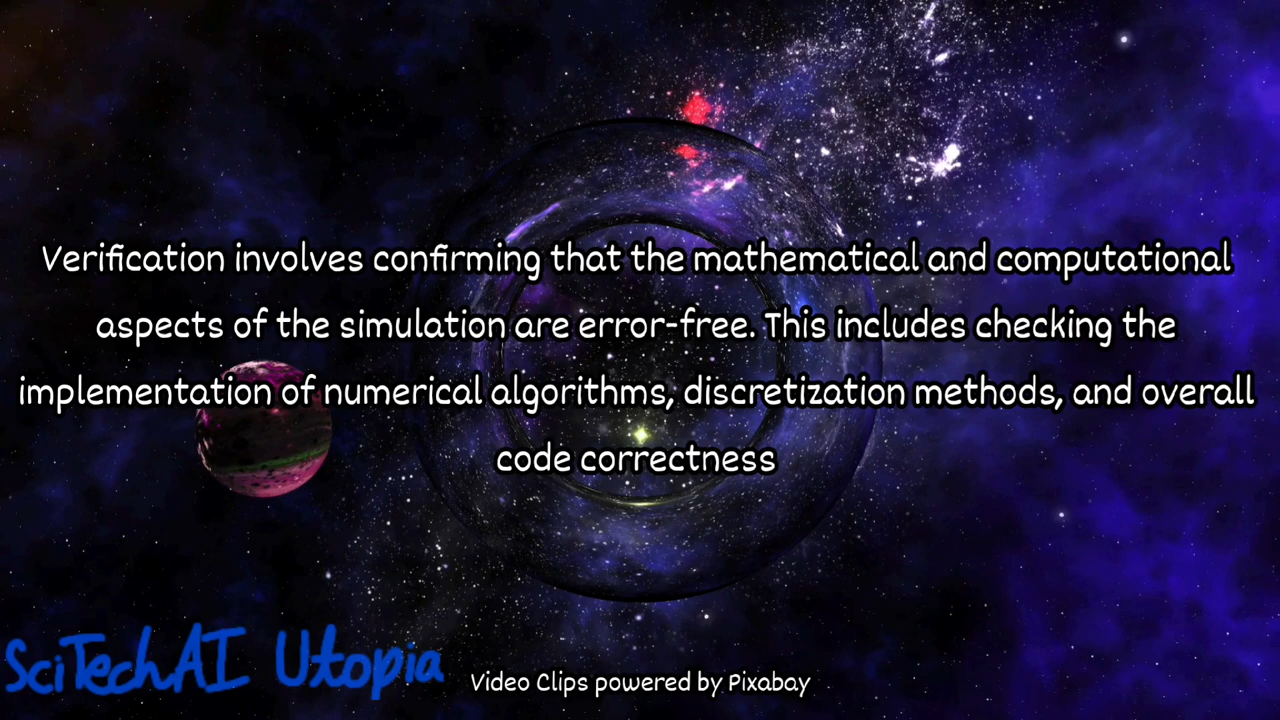 Verification involves confirming that the mathematical and computational
aspects of the simulation are error-free. This includes checking the
implementation of numerical algorithms, discretization methods, and overall
code correctness
SciTechAI Utopia
Video Clips powered by Pixabay